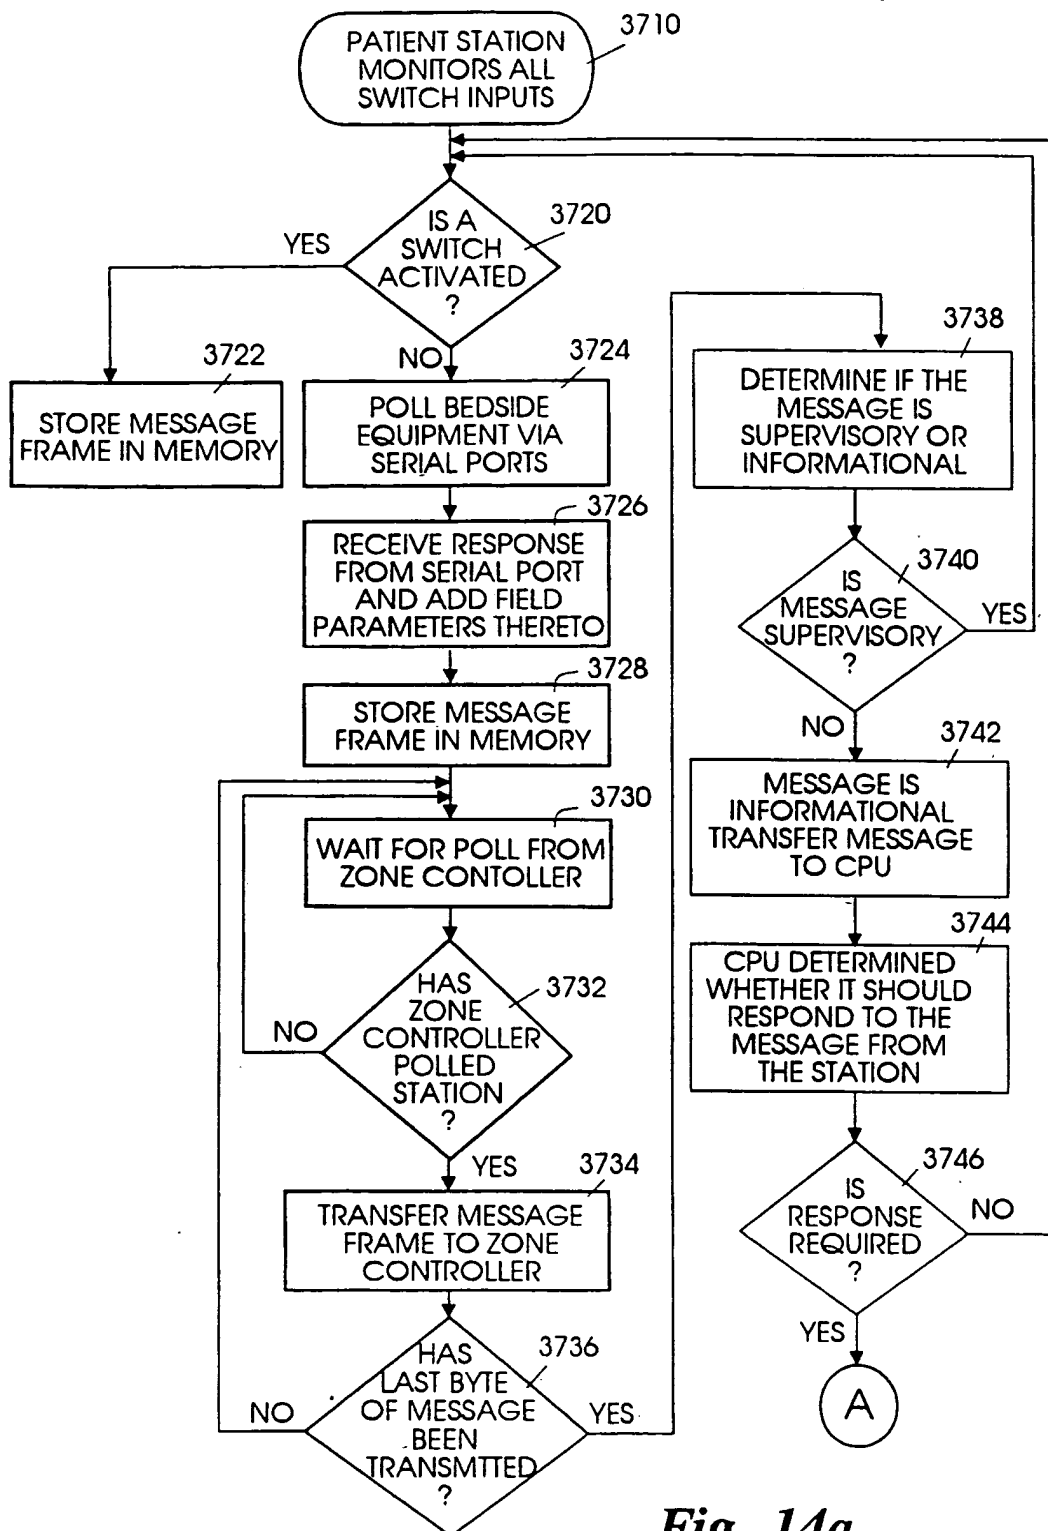 3710
PATIENT STATION
MONITORS ALL
SWITCH INPUTS
3720
IS A
SWITCH
ACTIVATED
?
YES
NO
3722
STORE MESSAGE
FRAME IN MEMORY
3724
POLL BEDSIDE
EQUIPMENT VIA
SERIAL PORTS
3726
RECEIVE RESPONSE
FROM SERIAL PORT
AND ADD FIELD
PARAMETERS THERETO
3728
STORE MESSAGE
FRAME IN MEMORY
3730
WAIT FOR POLL FROM
ZONE CONTOLLER
3732
HAS
ZONE
CONTROLLER
POLLED
STATION
?
NO
YES
3734
TRANSFER MESSAGE
FRAME TO ZONE
CONTROLLER
3736
HAS
LAST BYTE
OF MESSAGE
BEEN
TRANSMTTED
?
NO
YES
3738
DETERMINE IF THE
MESSAGE IS
SUPERVISORY OR
INFORMATIONAL
3740
IS
MESSAGE
SUPERVISORY
?
YES
NO
3742
MESSAGE IS
INFORMATIONAL
TRANSFER MESSAGE
TO CPU
3744
CPU DETERMINED
WHETHER IT SHOULD
RESPOND TO THE
MESSAGE FROM
THE STATION
3746
IS
RESPONSE
REQUIRED
?
NO
YES
A
Fig. 14a